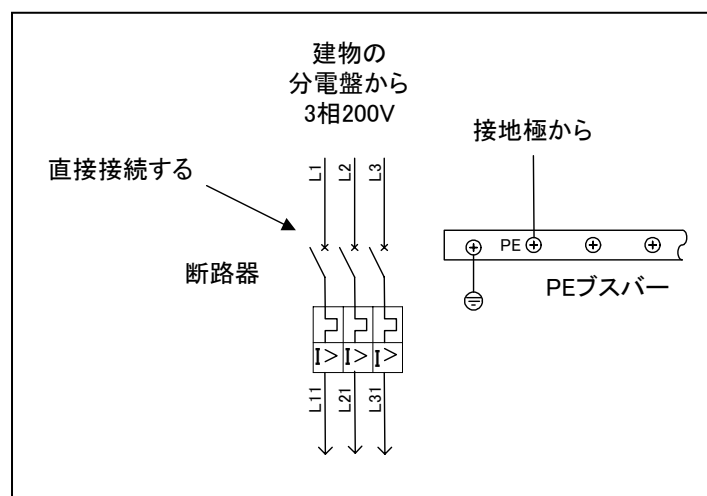 建物の
分電盤から
3相200V
接地極から
直接接続する
L1
L2
L3
PE
断路器
PEブスバー
I>
I>
I>
L11
L21
L31